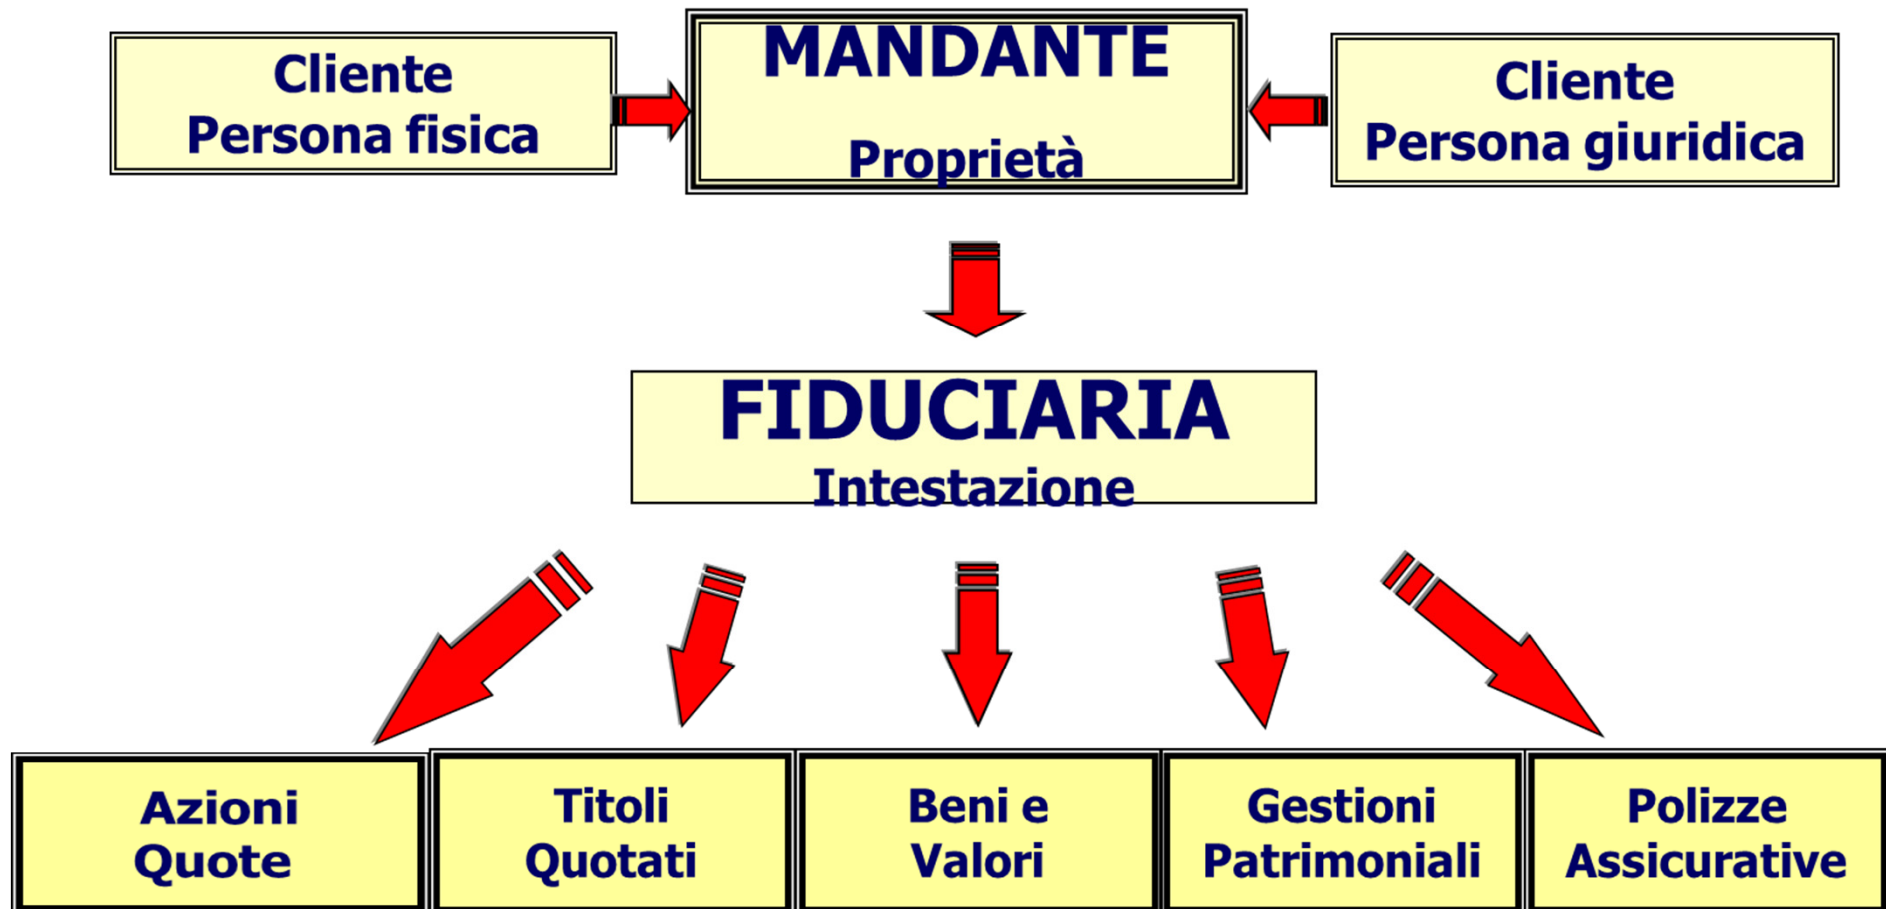 Cliente
Persona fisica
MANDANTE
Proprietà
Cliente
Persona giuridica
FIDUCIARIA
Intestazione
Azioni
Quote
Titoli
Quotati
Beni e
Valori
Gestioni
Patrimoniali
Polizze
Assicurative